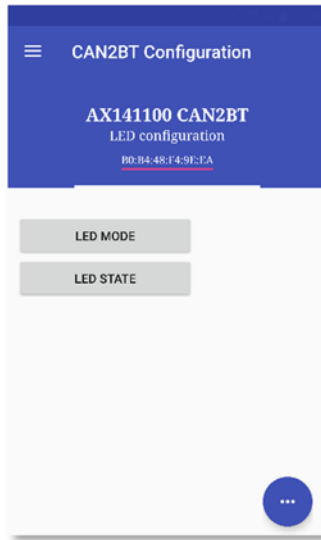 CAN2BT Configuration
AX141100 CAN2BT
LED configuration
B0:B4:48:F4:9E:EA
LED MODE
LED STATE